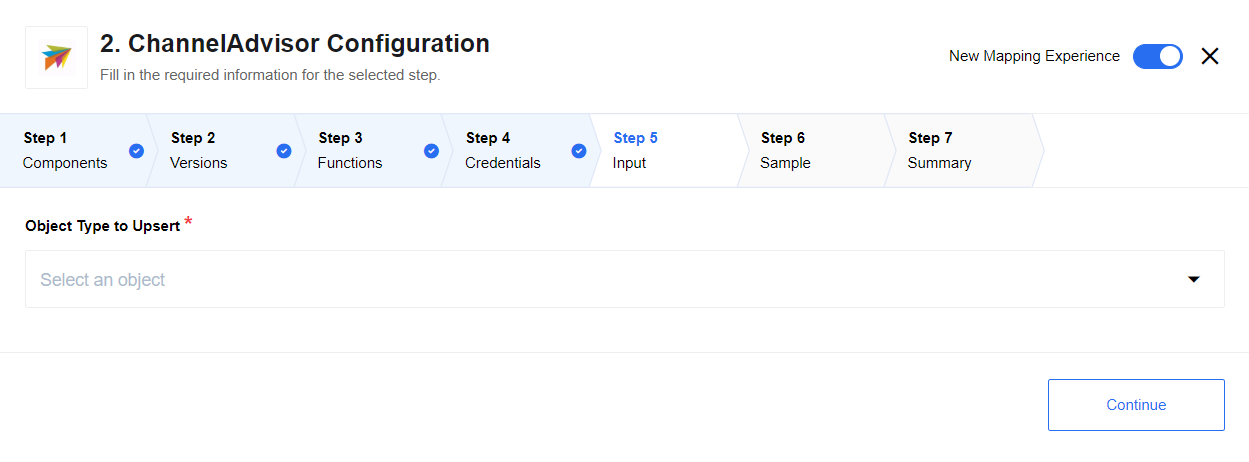 2. ChannelAdvisor Configuration
Fill in the required information for the selected step.
New Mapping Experience
Step 1
Components
Step 2
Versions
Step 3
Functions
Step 4
Credentials
Step 5
Input
Step 6
Sample
Step 7
Summary
Object Type to Upsert *
Select an object
Continue